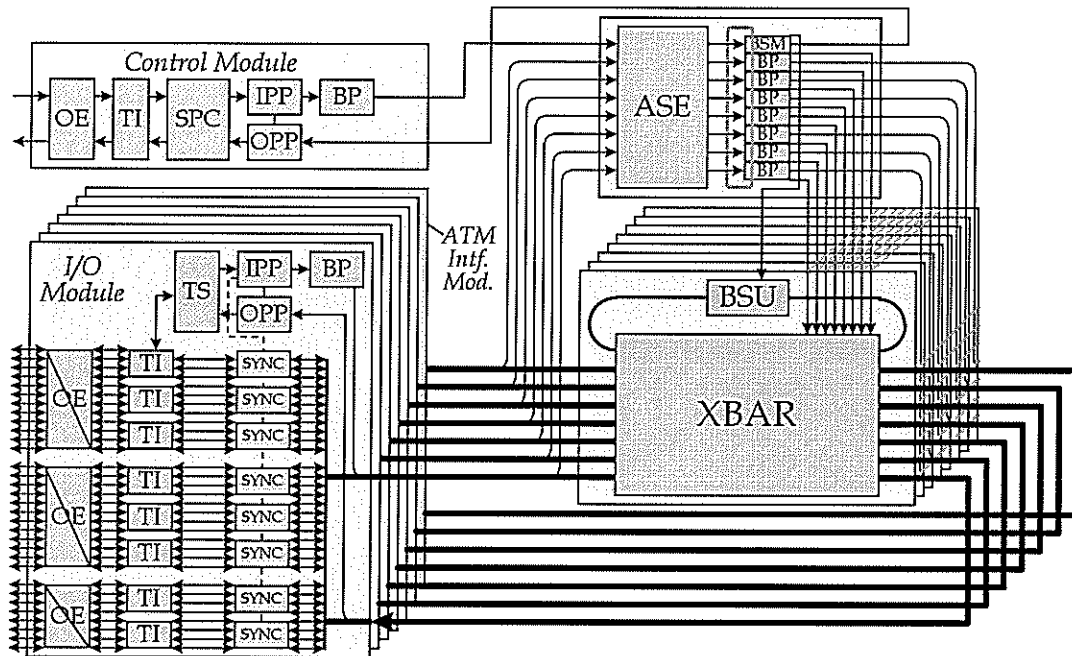 Control Module
OE TI SPC IPP BP
OPP
ASE
BSM
BP
BP
BP
BP
BP
BP
BP
ATM
Intf.
Mod.
I/O
Module
TS IPP BP
OPP
BSU
XBAR
OE TI SYNC
TI SYNC
TI SYNC
OE TI SYNC
TI SYNC
TI SYNC
OE TI SYNC
TI SYNC